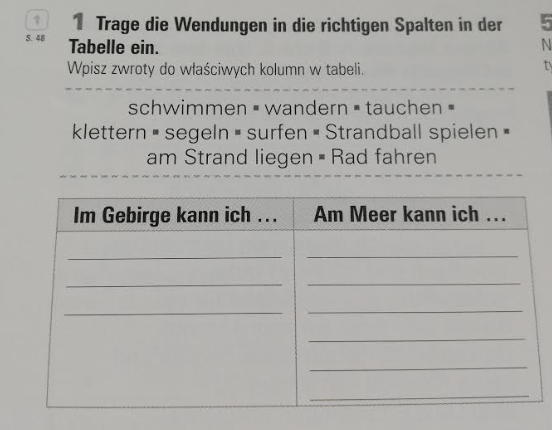 1
S. 48
1 Trage die Wendungen in die richtigen Spalten in der
Tabelle ein.
Wpisz zwroty do właściwych kolumn w tabeli.
schwimmen ▪ wandern ▪ tauchen ▪
klettern ▪ segeln ▪ surfen ▪ Strandball spielen ▪
am Strand liegen ▪ Rad fahren
Im Gebirge kann ich ...
Am Meer kann ich ...
5
N